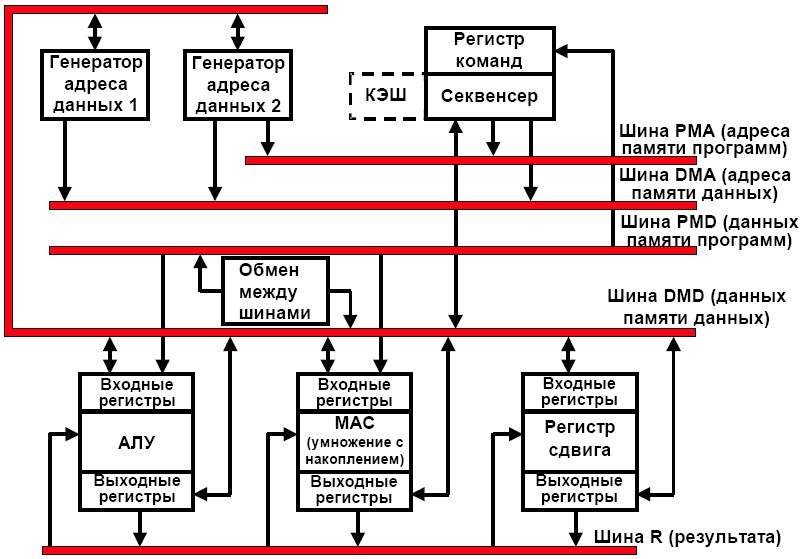 Генератор
адреса
данных 1
Генератор
адреса
данных 2
КЭШ
Регистр
команд
Секвенсер
Шина PMA (адреса
памяти программ)
Шина DMA (адреса
памяти данных)
Шина PMD (данных
памяти программ)
Обмен
между
шинами
Шина DMD (данных
памяти данных)
Входные
регистры
АЛУ
Выходные
регистры
Входные
регистры
МАС
(умножение с
накоплением)
Выходные
регистры
Входные
регистры
Регистр
сдвига
Выходные
регистры
Шина R (результата)